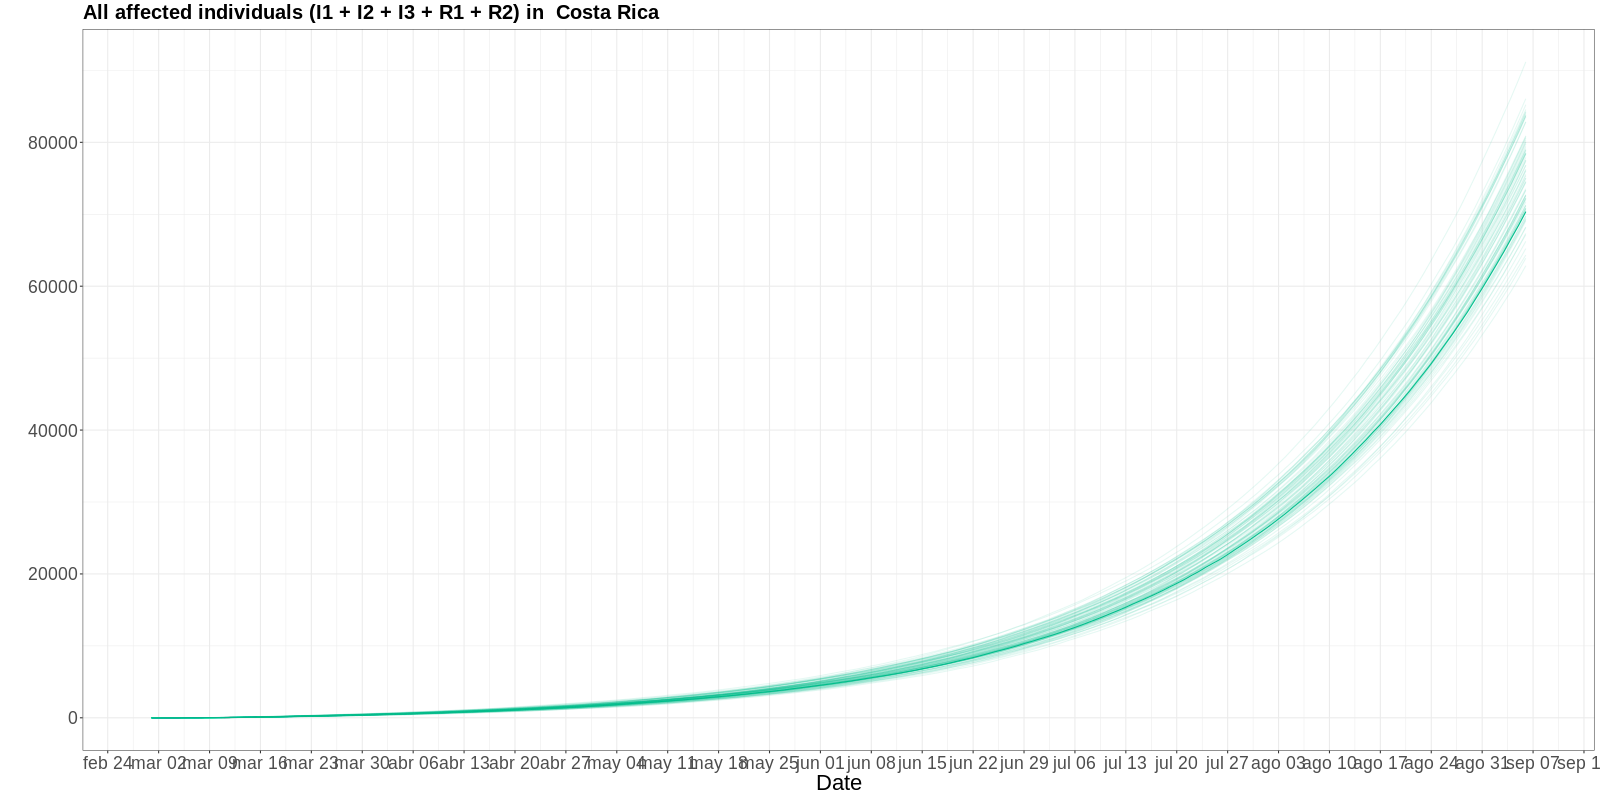 All affected individuals (I1 + I2 + I3 + R1 + R2) in  Costa Rica
80000
60000
40000
20000
0
feb 24 mar 02 mar 09 mar 16 mar 23 mar 30 abr 06 abr 13 abr 20 abr 27 may 04 may 11 may 18 may 25 jun 01 jun 08 jun 15 jun 22 jun 29 jul 06 jul 13 jul 20 jul 27 ago 03 ago 10 ago 17 ago 24 ago 31 sep 07 sep 1
Date